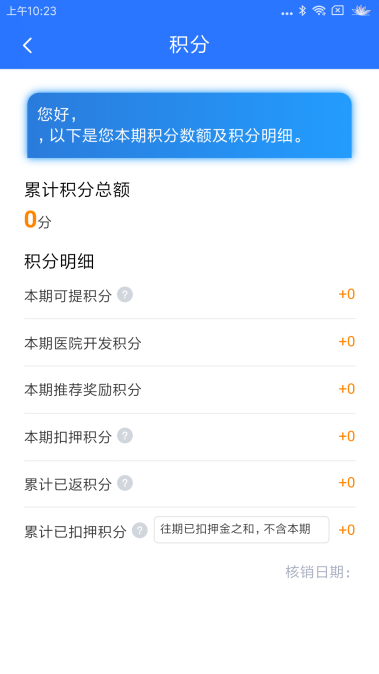 上午10:23
积分
您好，
，以下是您本期积分数额及积分明细。
累计积分总额
0分
积分明细
本期可提积分 ? +0
本期医院开发积分 +0
本期推荐奖励积分 +0
本期扣押积分 ? +0
累计已返积分 ? +0
累计已扣押积分 ? 往期已扣押金之和，不含本期 +0
核销日期：